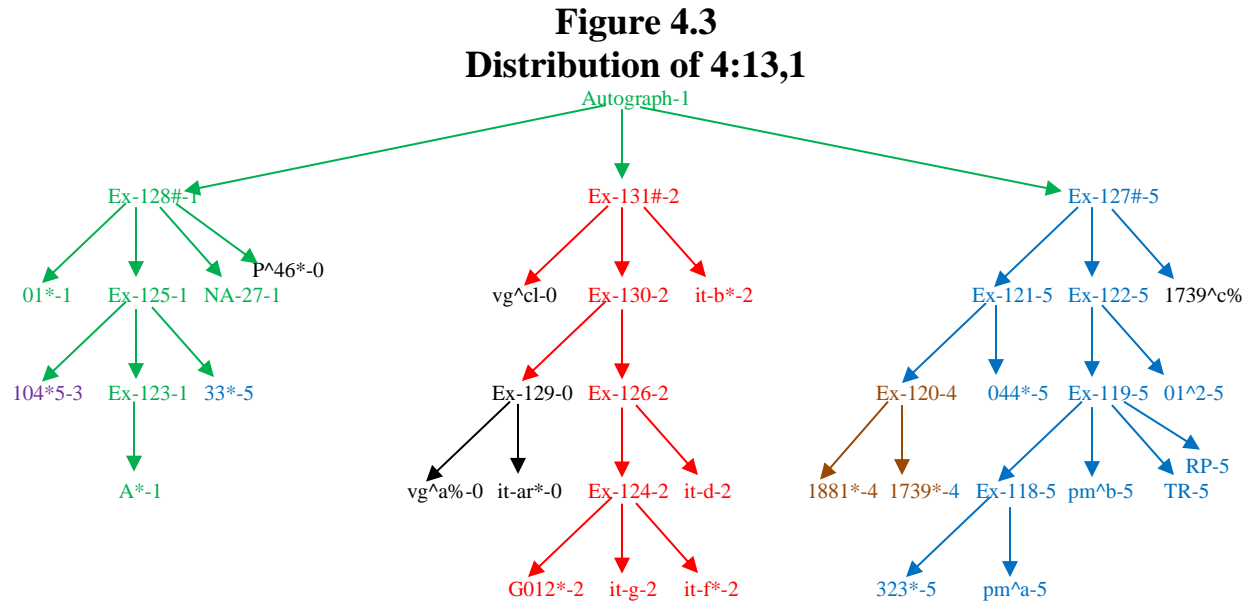 Figure 4.3
Distribution of 4:13,1
Autograph-1
Ex-128#-1 Ex-131#-2 Ex-127#-5
P^46*-0
01*-1 Ex-125-1 NA-27-1 vg^cl-0 Ex-130-2 it-b*-2 Ex-121-5 Ex-122-5 1739^c%
104*5-3 Ex-123-1 33*-5 Ex-129-0 Ex-126-2 Ex-120-4 044*-5 Ex-119-5 01^2-5
RP-5
A*-1 vg^a%-0 it-ar*-0 Ex-124-2 it-d-2 1881*-4 1739*-4 Ex-118-5 pm^b-5 TR-5
G012*-2 it-g-2 it-f*-2 323*-5 pm^a-5